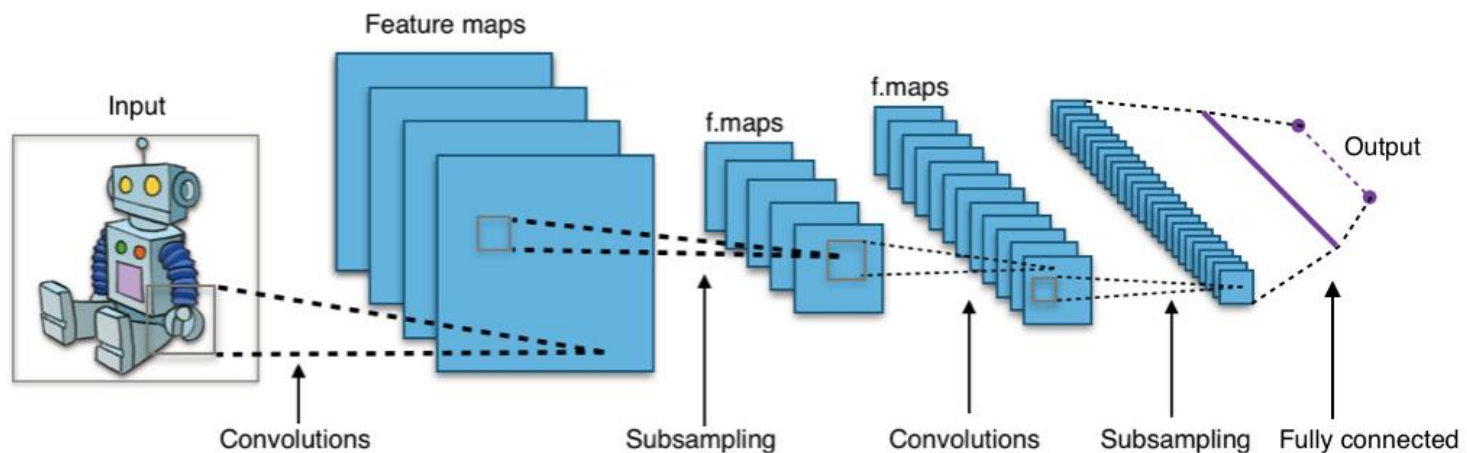 Feature maps
Input
f.maps
f.maps
Output
Convolutions
Subsampling
Convolutions
Subsampling
Fully connected